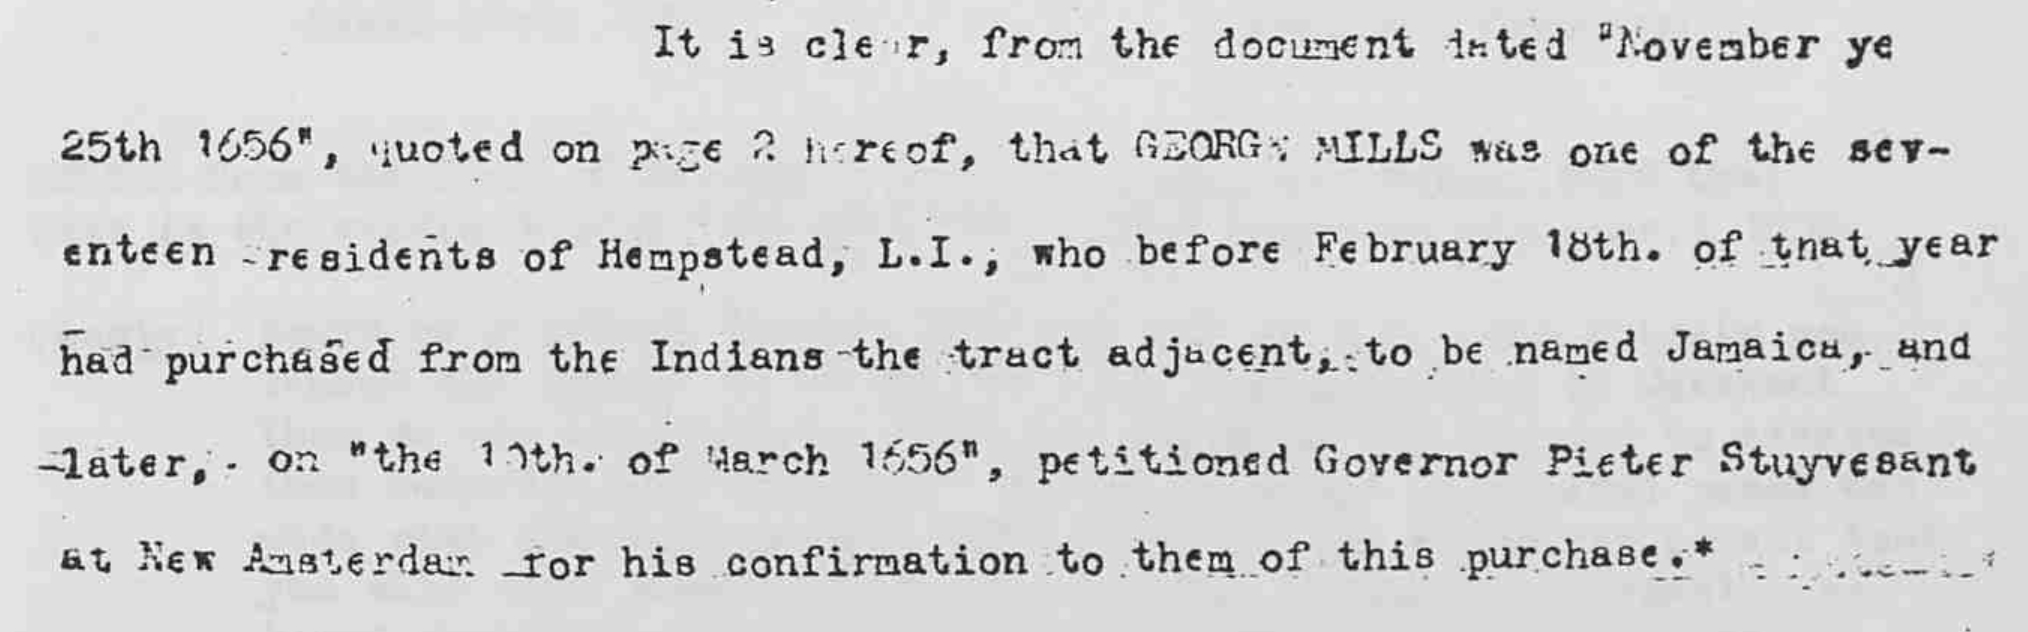 It is clear, from the document dated "November ye
25th 1656", quoted on page 2 hereof, that GEORGE MILLS was one of the sev-
enteen residents of Hempstead, L.I., who before February 18th. of that year
had purchased from the Indians the tract adjacent, to be named Jamaica, and
later, on "the 10th. of March 1656", petitioned Governor Pieter Stuyvesant
at New Amsterdam for his confirmation to them of this purchase.*